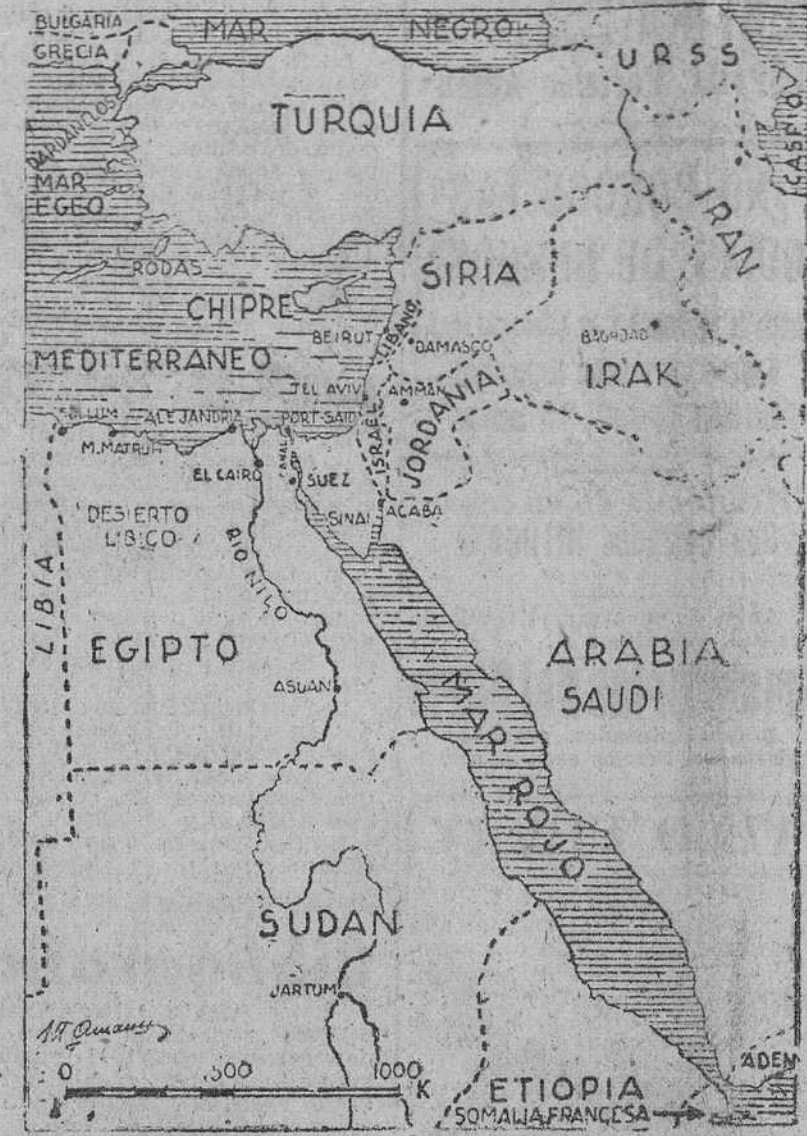 BULGARIA
GRECIA
MAR NEGRO
URSS
CASPIO
DARDANELOS
TURQUIA
MAR
EGEO
IRAN
RODAS
SIRIA
CHIPRE
LIBANO
BEIRUT
DAMASCO
BAGDAD
MEDITERRANEO
IRAK
TEL AVIV
AMMAN
JORDANIA
SOLLUM
ALEJANDRIA
PORT-SAID
ISRAEL
M. MATRUH
EL CAIRO
CANAL
SUEZ
SINAI
ACABA
DESIERTO
LIBICO
RIO NILO
LIBIA
EGIPTO
ARABIA
SAUDI
ASUAN
MAR ROJO
SUDAN
JARTUM
0 500 1000 K
ADEN
ETIOPIA
SOMALIA FRANCESA